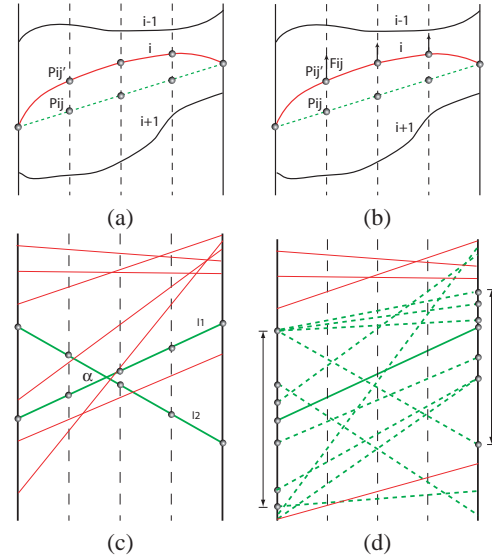 i-1
i
Pij'
Pij
i+1
(a)
i-1
i
Pij'
Fij
Pij
i+1
(b)
l1
α
l2
(c)
(d)